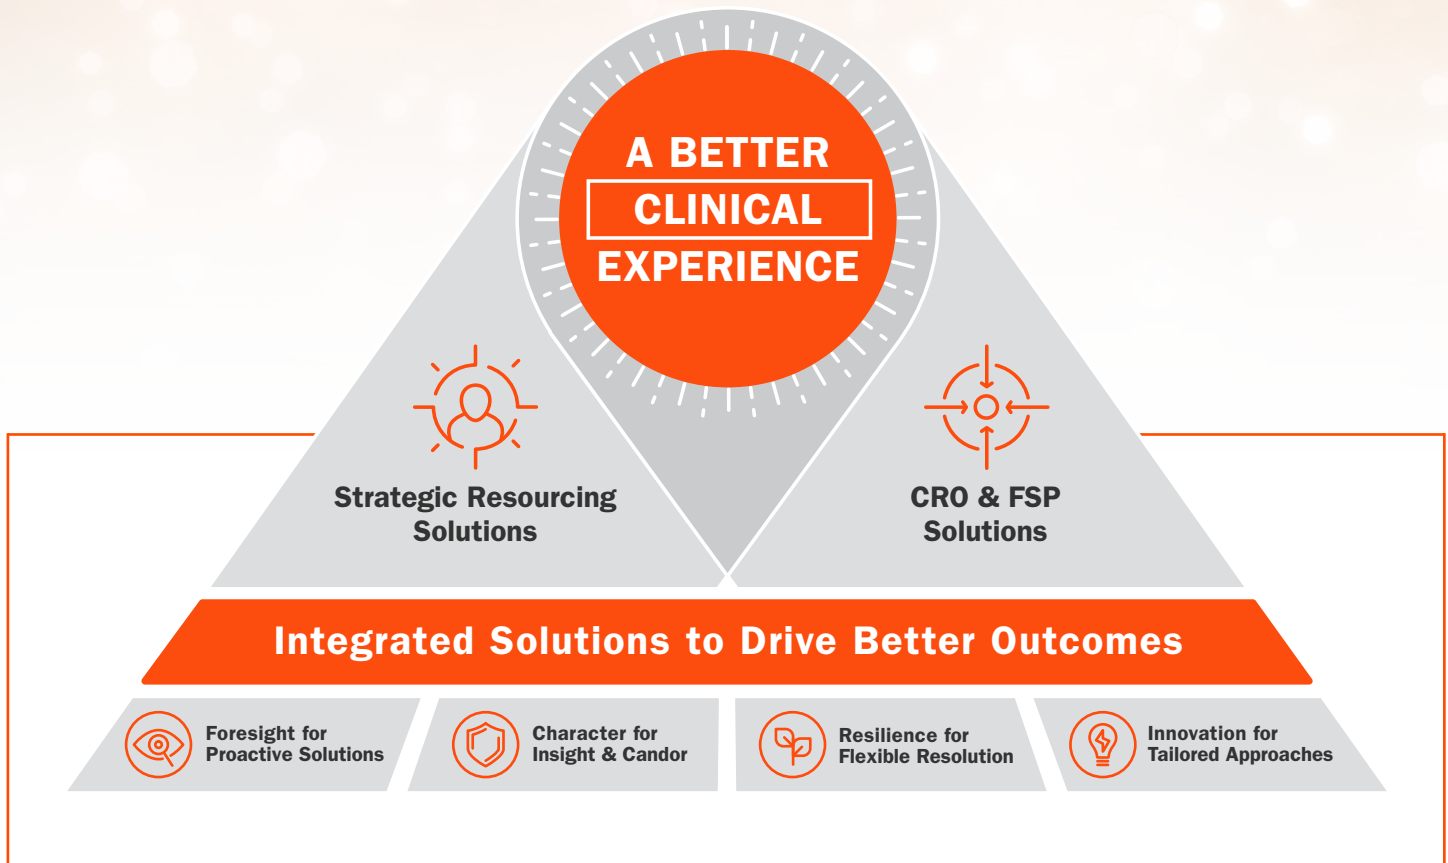 A BETTER
CLINICAL
EXPERIENCE
Strategic Resourcing
Solutions
CRO & FSP
Solutions
Integrated Solutions to Drive Better Outcomes
Foresight for
Proactive Solutions
Character for
Insight & Candor
Resilience for
Flexible Resolution
Innovation for
Tailored Approaches